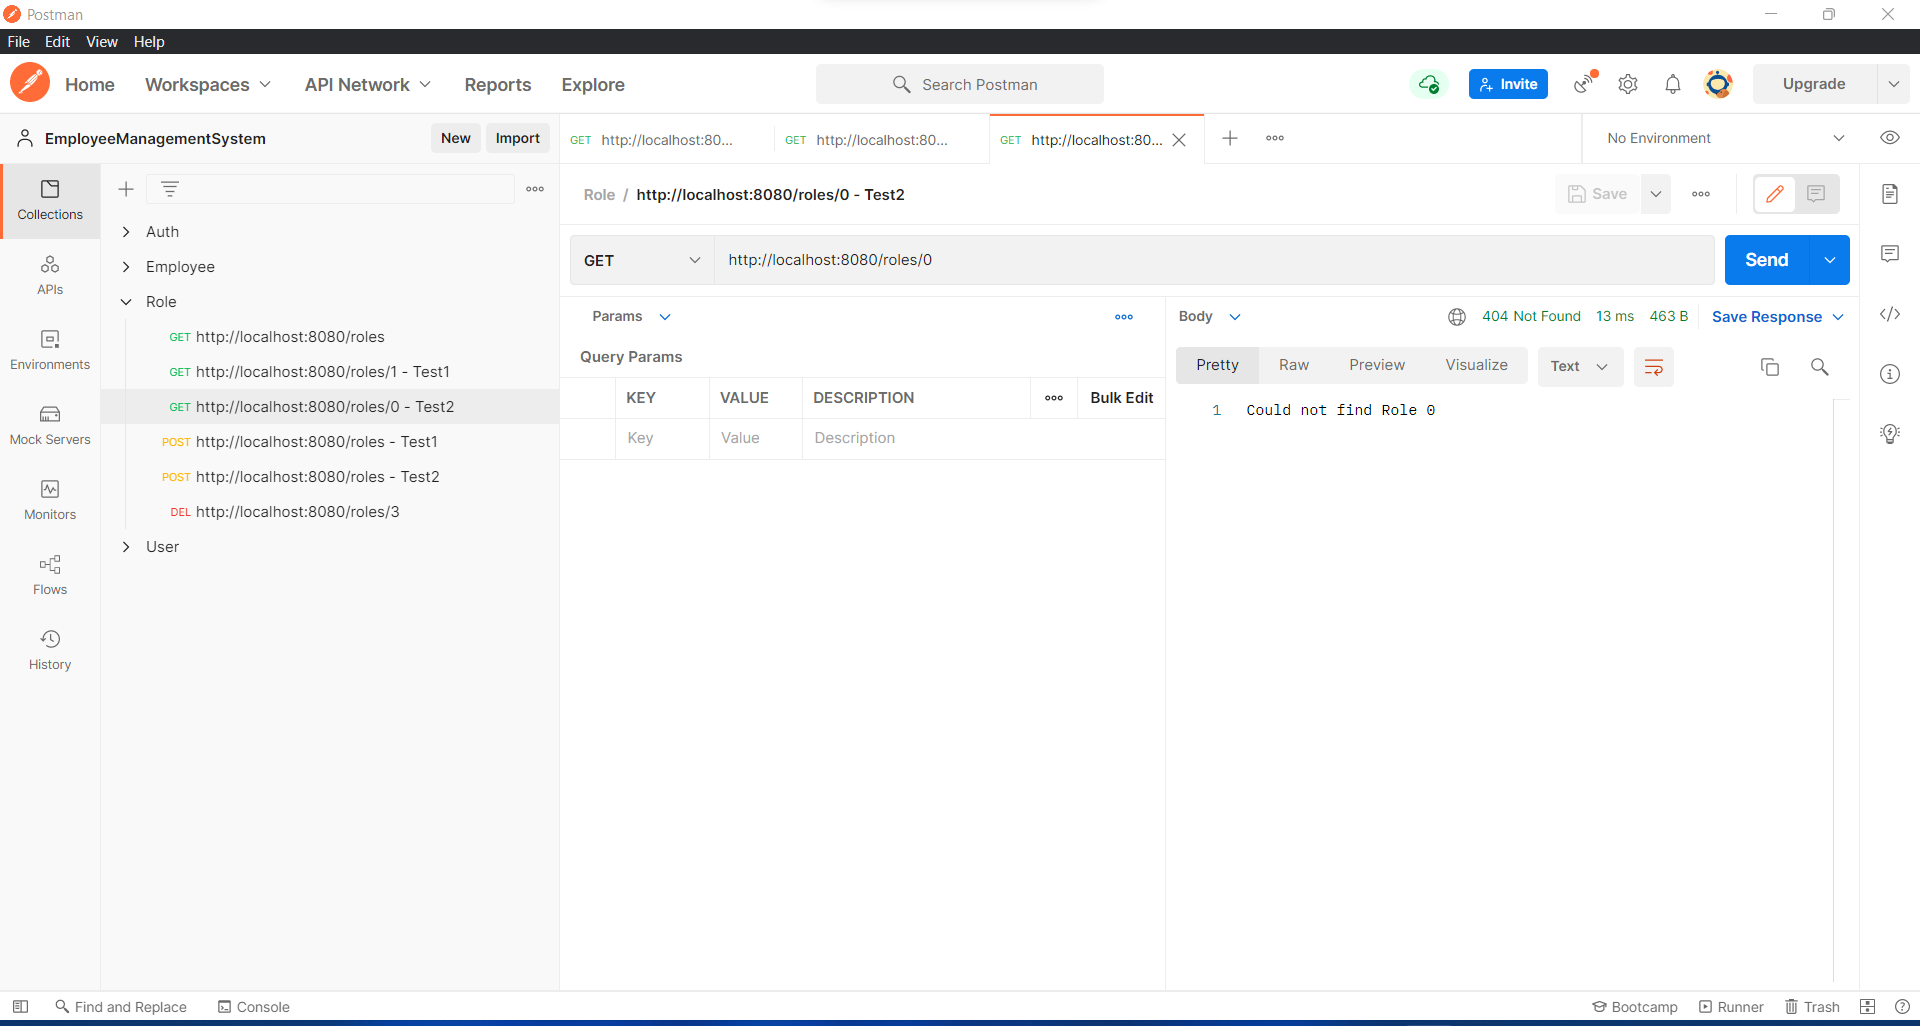 Postman
File Edit View Help
Home Workspaces API Network Reports Explore Search Postman Invite Upgrade
EmployeeManagementSystem New Import GET http://localhost:80... GET http://localhost:80... GET http://localhost:80... No Environment
Collections
APIs
Environments
Mock Servers
Monitors
Flows
History
Auth
Employee
Role
GET http://localhost:8080/roles
GET http://localhost:8080/roles/1 - Test1
GET http://localhost:8080/roles/0 - Test2
POST http://localhost:8080/roles - Test1
POST http://localhost:8080/roles - Test2
DEL http://localhost:8080/roles/3
User
Role / http://localhost:8080/roles/0 - Test2 Save
GET http://localhost:8080/roles/0 Send
Params
Query Params
KEY VALUE DESCRIPTION Bulk Edit
Key Value Description
Body 404 Not Found 13 ms 463 B Save Response
Pretty Raw Preview Visualize Text
1 Could not find Role 0
Find and Replace Console Bootcamp Runner Trash